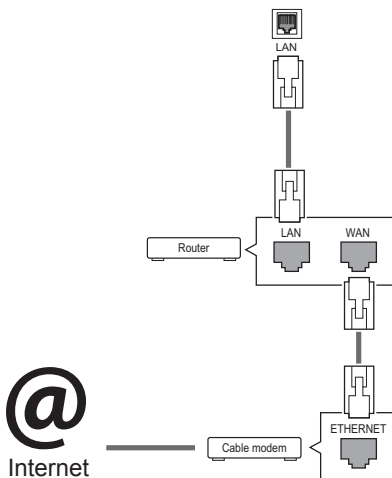 LAN
LAN WAN
Router
ETHERNET
@
Cable modem
Internet